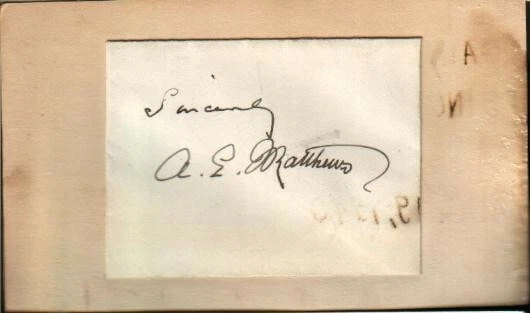 Sincerely
A. E. Matthews